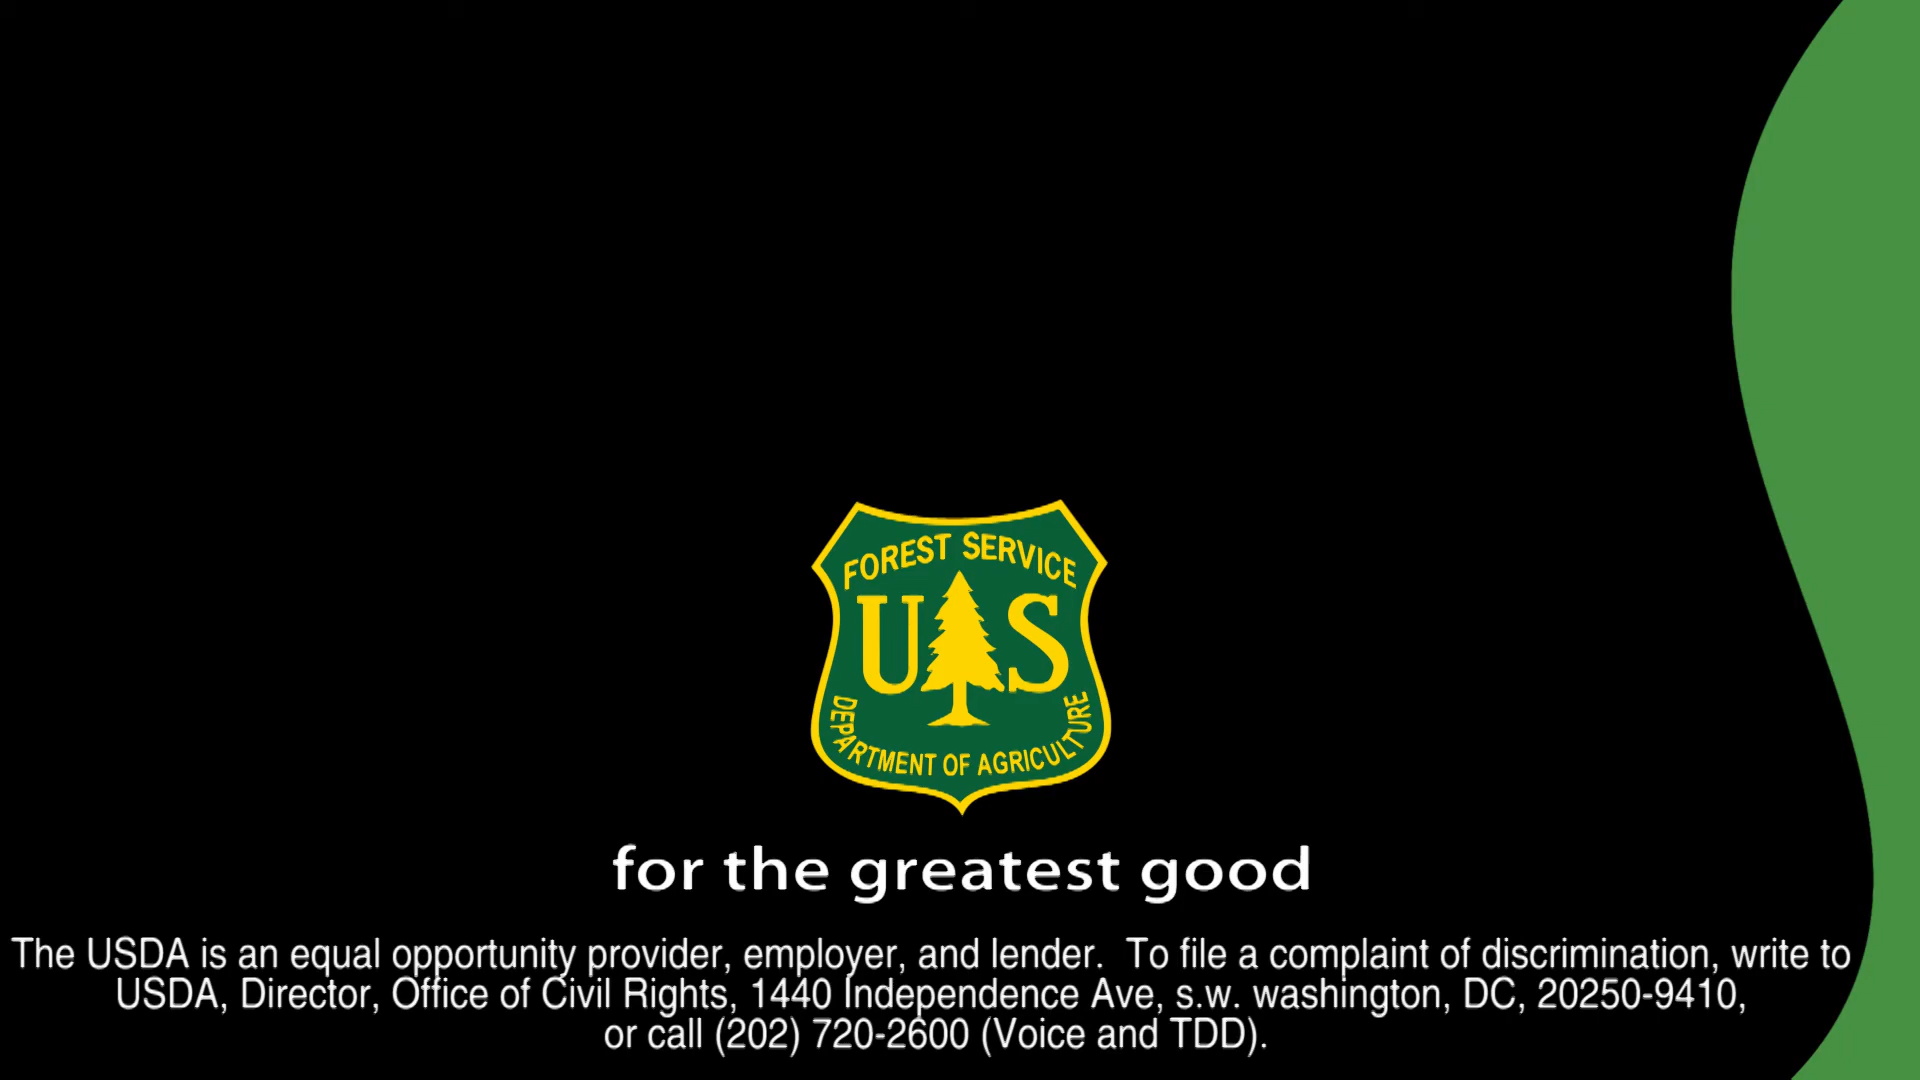 FOREST SERVICE
US
DEPARTMENT OF AGRICULTURE
for the greatest good
The USDA is an equal opportunity provider, employer, and lender.  To file a complaint of discrimination, write to
USDA, Director, Office of Civil Rights, 1440 Independence Ave, s.w. washington, DC, 20250-9410,
or call (202) 720-2600 (Voice and TDD).